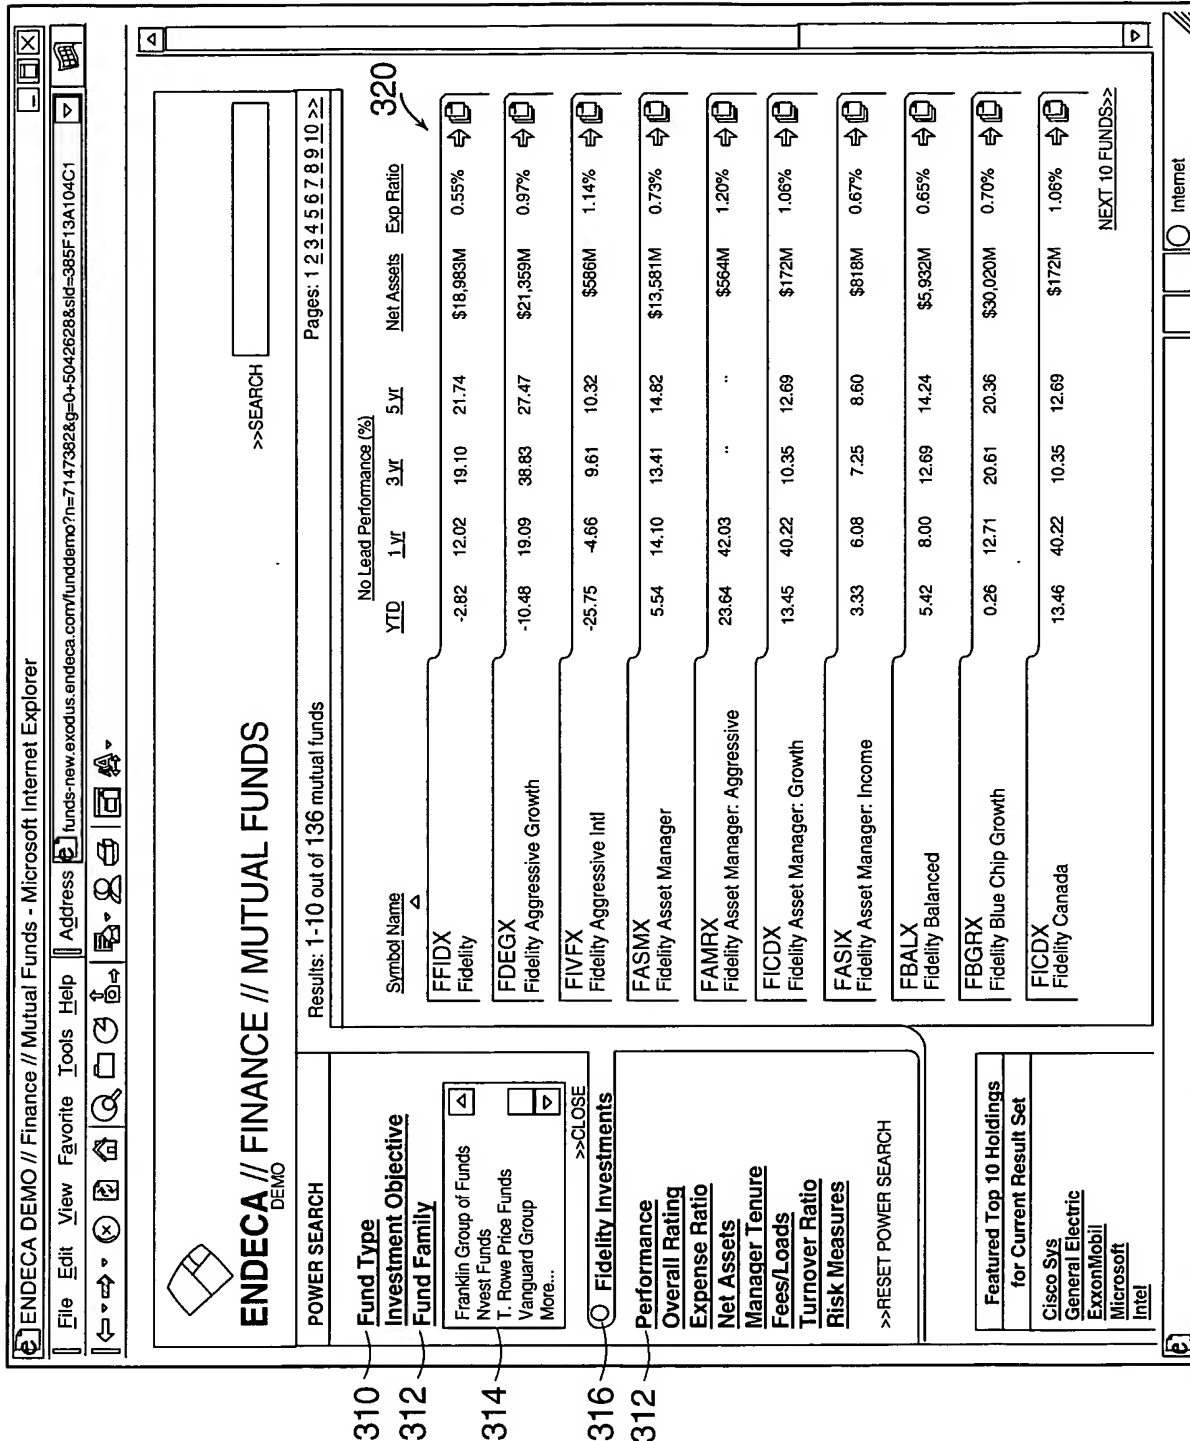 ENDECA DEMO // Finance // Mutual Funds - Microsoft Internet Explorer
File Edit View Favorite Tools Help Address funds-new.exodus.endeca.com/funddemo?n=7147382&g=0+5042628&sld=385F13A104C1
ENDECA // FINANCE // MUTUAL FUNDS
DEMO
>>SEARCH
POWER SEARCH
Results: 1-10 out of 136 mutual funds
Pages: 1 2 3 4 5 6 7 8 9 10 >>
310
Fund Type
Investment Objective
312
Fund Family
314
Franklin Group of Funds
Nvest Funds
T. Rowe Price Funds
Vanguard Group
More...
>>CLOSE
316
Fidelity Investments
312
Performance
Overall Rating
Expense Ratio
Net Assets
Manager Tenure
Fees/Loads
Turnover Ratio
Risk Measures
>>RESET POWER SEARCH
Featured Top 10 Holdings
for Current Result Set
Cisco Sys
General Electric
ExxonMobil
Microsoft
Intel
320
No Lead Performance (%)
Symbol Name YTD 1 yr 3 yr 5 yr Net Assets Exp Ratio
FFIDX -2.82 12.02 19.10 21.74 $18,983M 0.55%
Fidelity
FDEGX -10.48 19.09 38.83 27.47 $21,359M 0.97%
Fidelity Aggressive Growth
FIVFX -25.75 -4.66 9.61 10.32 $586M 1.14%
Fidelity Aggressive Intl
FASMX 5.54 14.10 13.41 14.82 $13,581M 0.73%
Fidelity Asset Manager
FAMRX 23.64 42.03 .. .. $564M 1.20%
Fidelity Asset Manager: Aggressive
FICDX 13.45 40.22 10.35 12.69 $172M 1.06%
Fidelity Asset Manager: Growth
FASIX 3.33 6.08 7.25 8.60 $818M 0.67%
Fidelity Asset Manager: Income
FBALX 5.42 8.00 12.69 14.24 $5,932M 0.65%
Fidelity Balanced
FBGRX 0.26 12.71 20.61 20.36 $30,020M 0.70%
Fidelity Blue Chip Growth
FICDX 13.46 40.22 10.35 12.69 $172M 1.06%
Fidelity Canada
NEXT 10 FUNDS>>
Internet